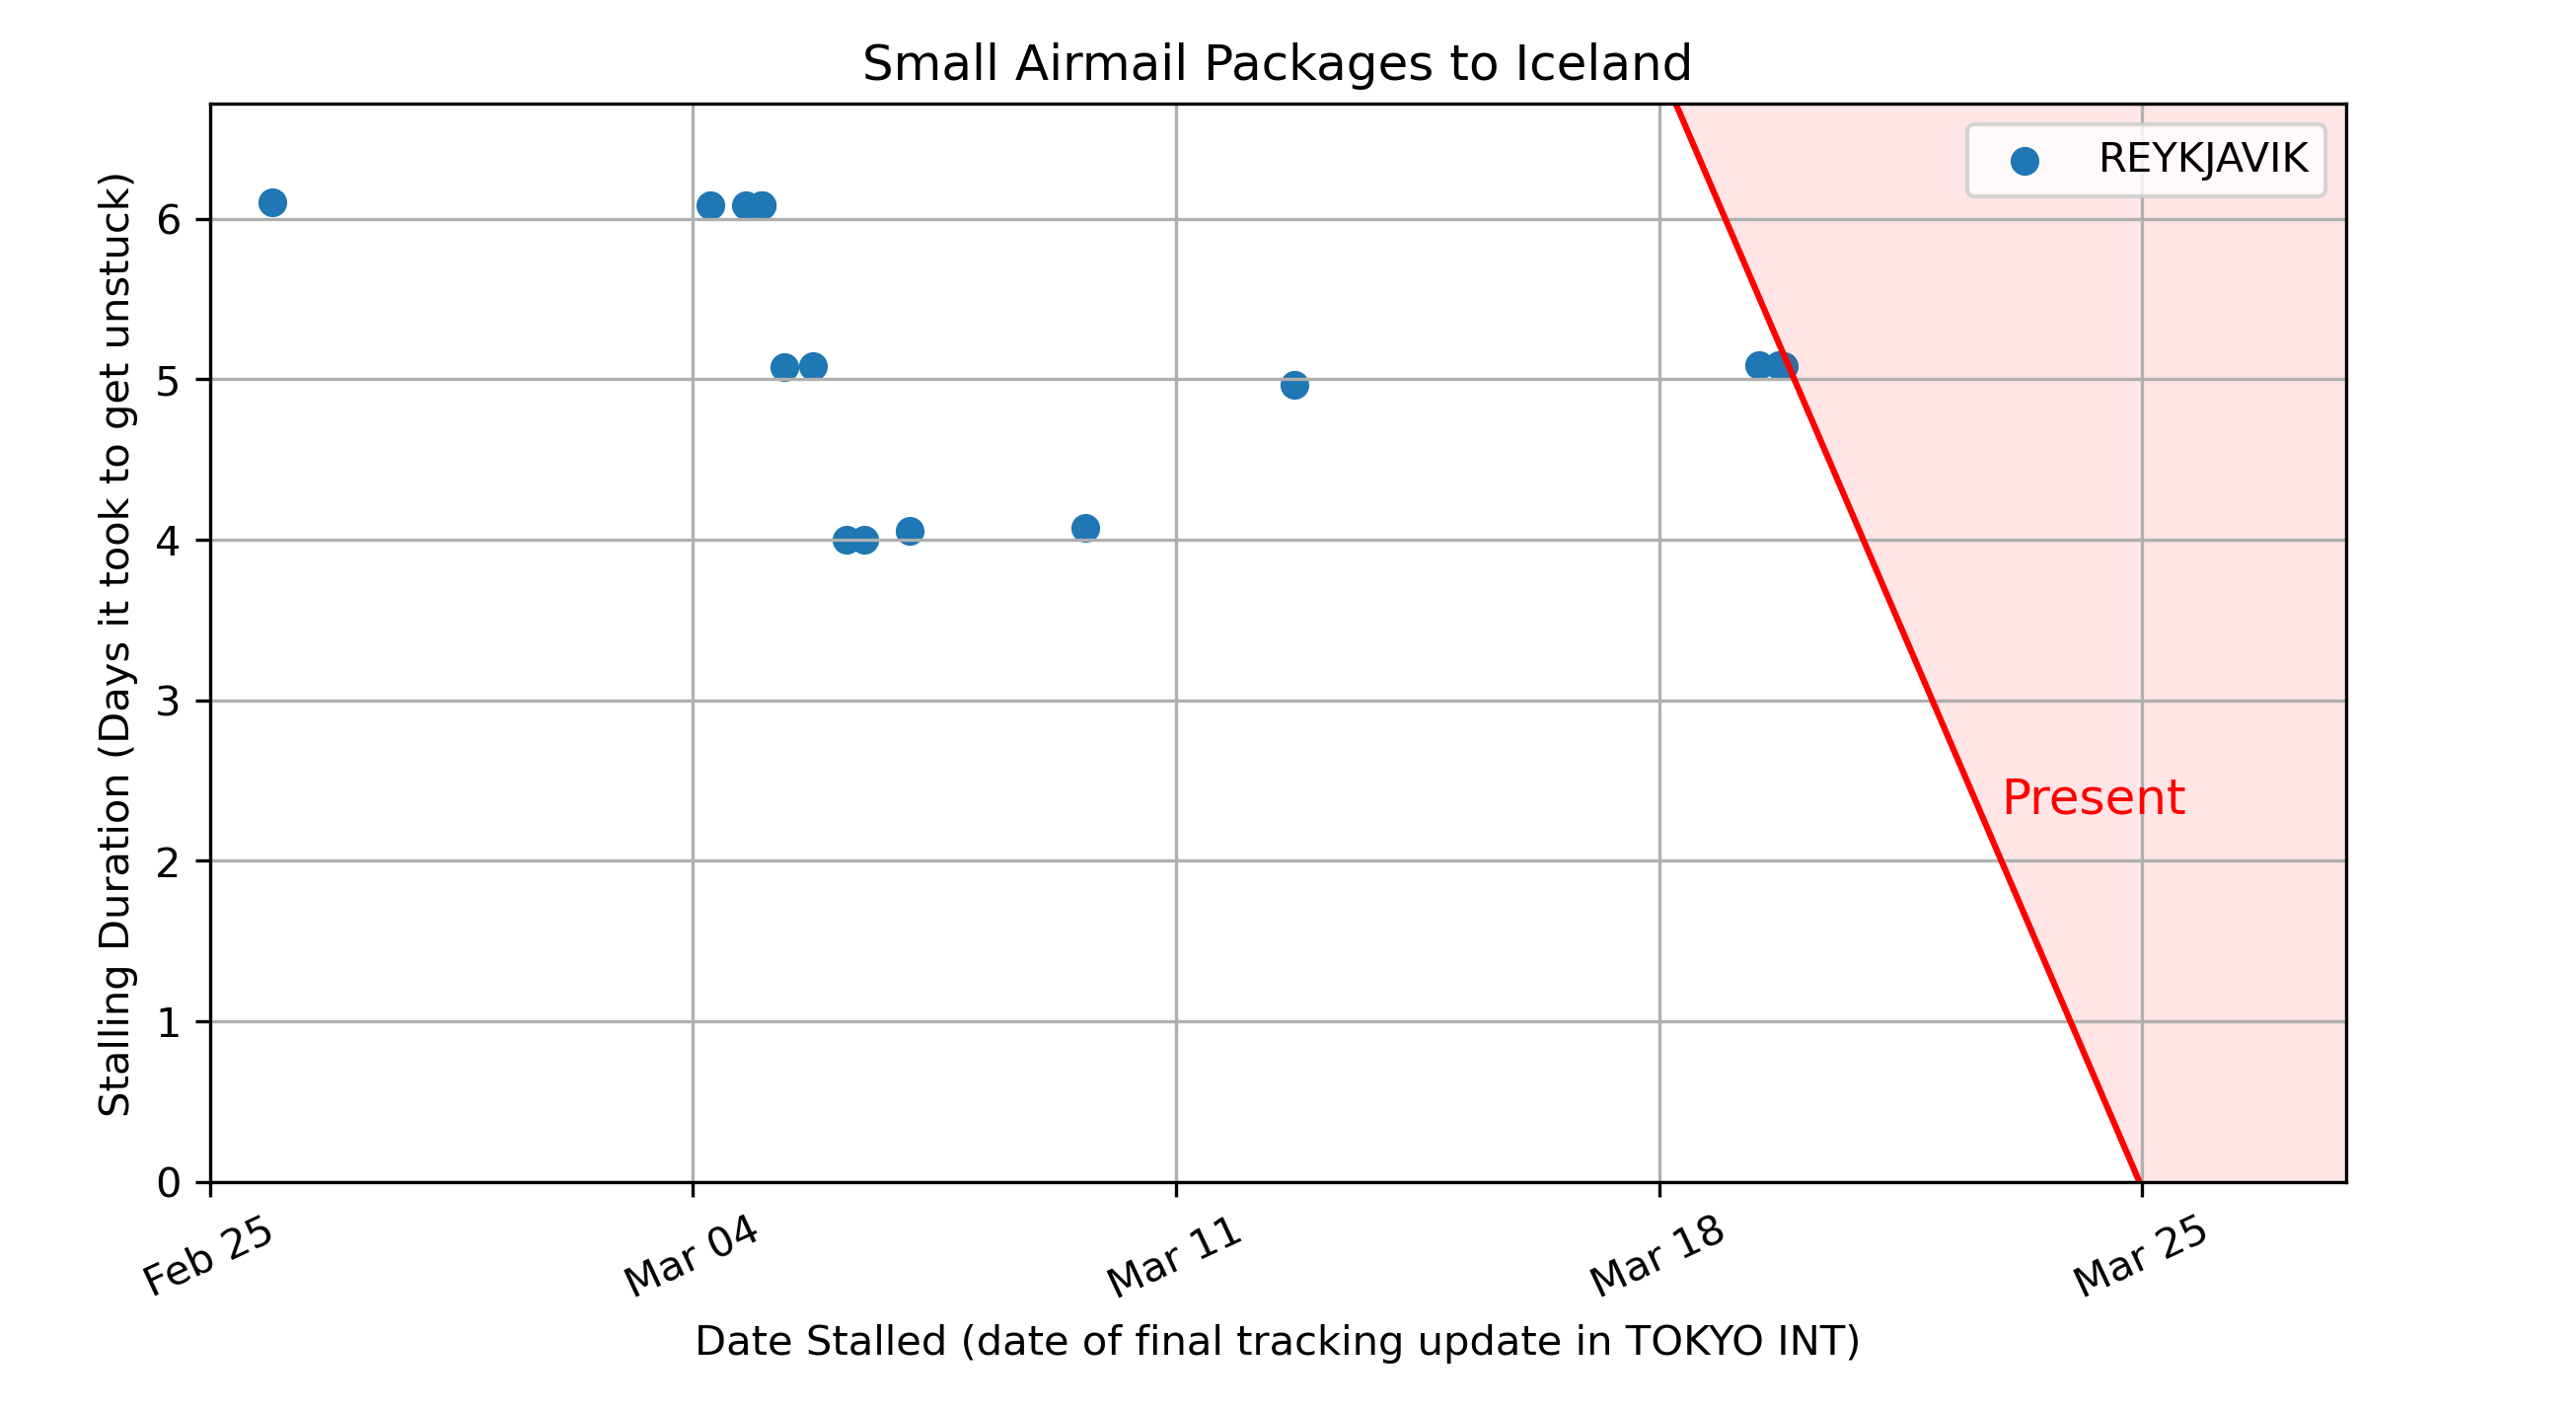 Small Airmail Packages to Iceland
REYKJAVIK
Stalling Duration (Days it took to get unstuck)
6
5
4
3
2
1
0
Present
Feb 25
Mar 04
Mar 11
Mar 18
Mar 25
Date Stalled (date of final tracking update in TOKYO INT)